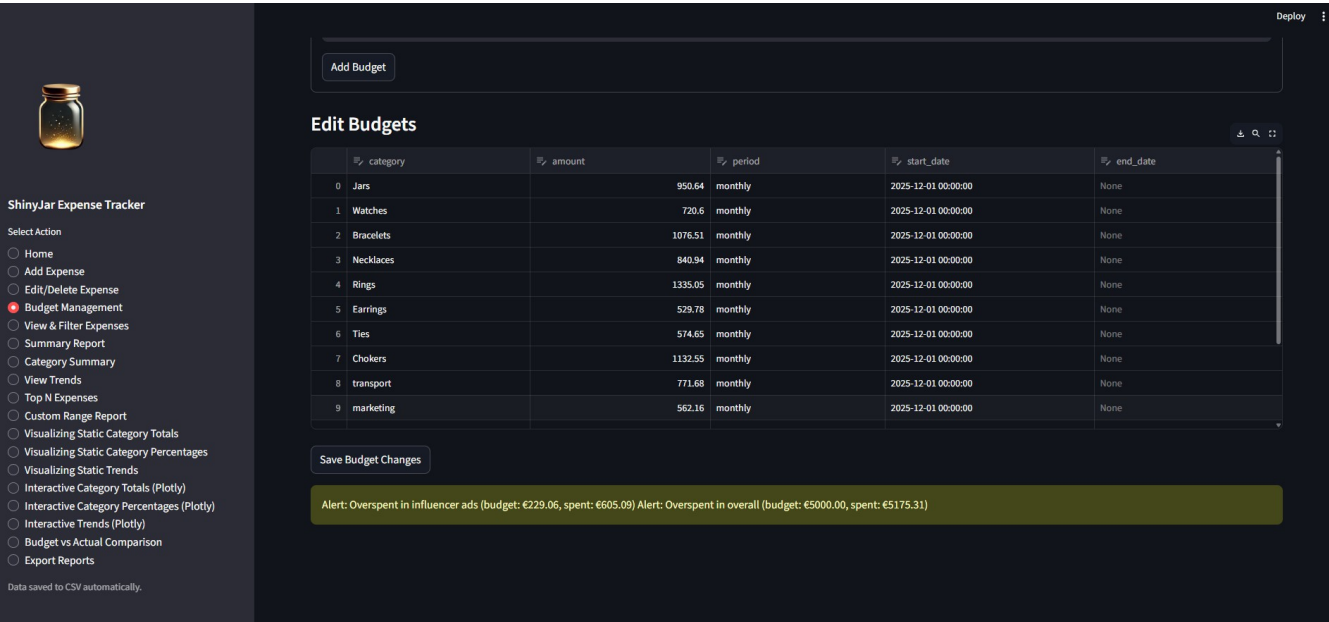 Deploy
Add Budget
Edit Budgets
category amount period start_date end_date
0 Jars 950.64 monthly 2025-12-01 00:00:00 None
1 Watches 720.6 monthly 2025-12-01 00:00:00 None
2 Bracelets 1076.51 monthly 2025-12-01 00:00:00 None
3 Necklaces 840.94 monthly 2025-12-01 00:00:00 None
4 Rings 1335.05 monthly 2025-12-01 00:00:00 None
5 Earrings 529.78 monthly 2025-12-01 00:00:00 None
6 Ties 574.65 monthly 2025-12-01 00:00:00 None
7 Chokers 1132.55 monthly 2025-12-01 00:00:00 None
8 transport 771.68 monthly 2025-12-01 00:00:00 None
9 marketing 562.16 monthly 2025-12-01 00:00:00 None
Save Budget Changes
Alert: Overspent in influencer ads (budget: €229.06, spent: €605.09) Alert: Overspent in overall (budget: €5000.00, spent: €5175.31)
ShinyJar Expense Tracker
Select Action
Home
Add Expense
Edit/Delete Expense
Budget Management
View & Filter Expenses
Summary Report
Category Summary
View Trends
Top N Expenses
Custom Range Report
Visualizing Static Category Totals
Visualizing Static Category Percentages
Visualizing Static Trends
Interactive Category Totals (Plotly)
Interactive Category Percentages (Plotly)
Interactive Trends (Plotly)
Budget vs Actual Comparison
Export Reports
Data saved to CSV automatically.